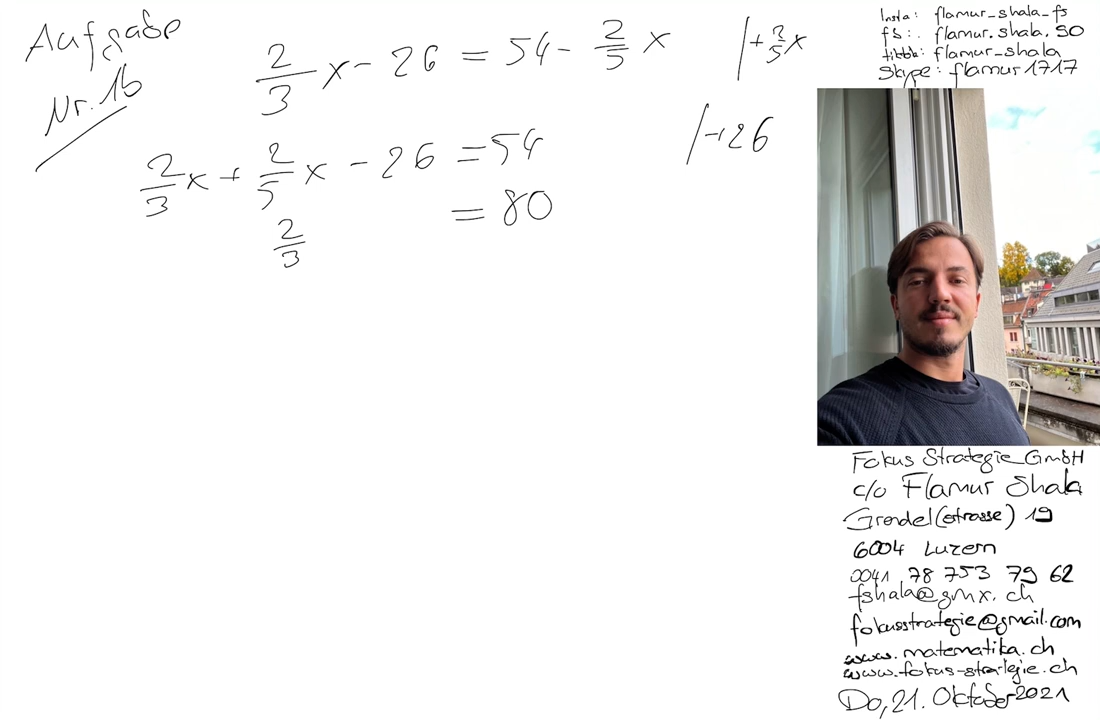 Aufgabe
Nr. 1b
2/3 x - 26 = 54 - 2/5 x |+ 2/5 x
2/3 x + 2/5 x - 26 = 54 |+26
2/3 = 80
Insta: flamur_shala_fs
fb: flamur.shala.90
tiktok: flamur_shala
Skype: flamur1717
Fokus Strategie GmbH
c/o Flamur Shala
Grendel(strasse) 19
6004 Luzern
0041 78 753 79 62
fshala@gmx.ch
fokusstrategie@gmail.com
www.matematika.ch
www.fokus-strategie.ch
Do, 21. Oktober 2021